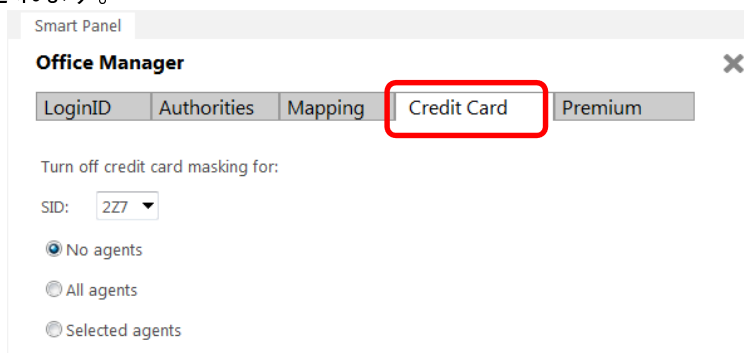 Smart Panel
Office Manager
LoginID Authorities Mapping Credit Card Premium
Turn off credit card masking for:
SID: 2Z7
No agents
All agents
Selected agents